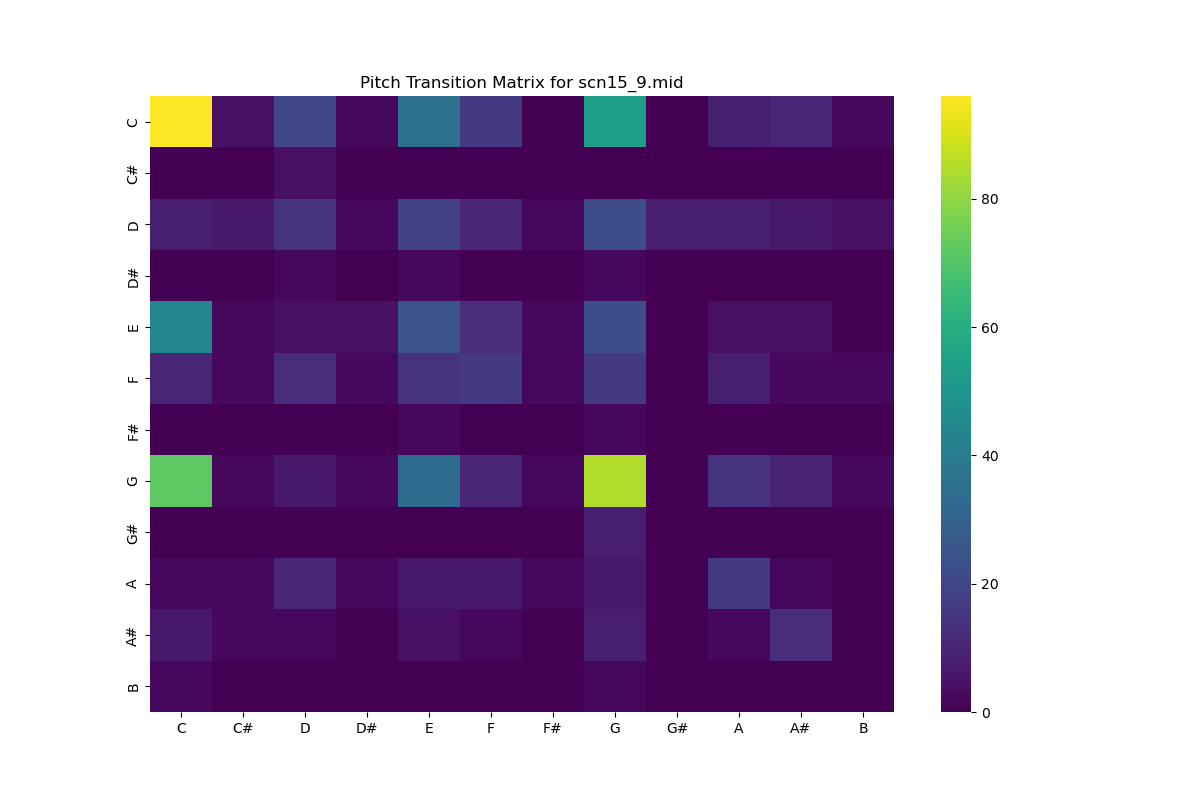 Pitch Transition Matrix for scn15_9.mid
C
C#
D
D#
E
F
F#
G
G#
A
A#
B
C C# D D# E F F# G G# A A# B
80
60
40
20
0